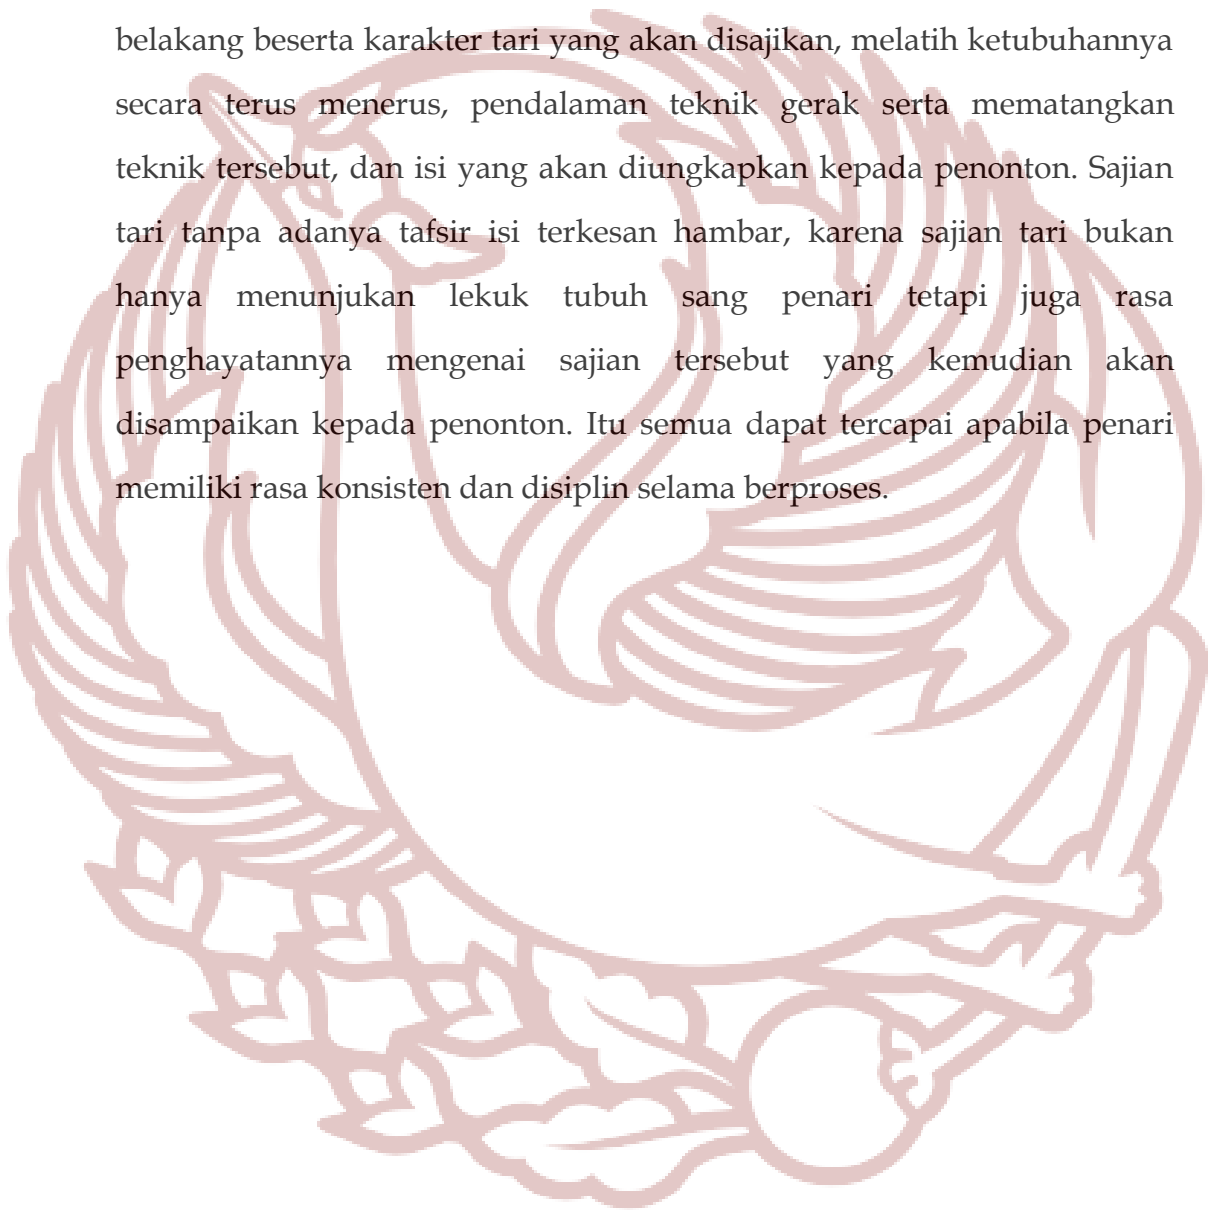 belakang beserta karakter tari yang akan disajikan, melatih ketubuhannya
secara terus menerus, pendalaman teknik gerak serta mematangkan
teknik tersebut, dan isi yang akan diungkapkan kepada penonton. Sajian
tari tanpa adanya tafsir isi terkesan hambar, karena sajian tari bukan
hanya menunjukan lekuk tubuh sang penari tetapi juga rasa
penghayatannya mengenai sajian tersebut yang kemudian akan
disampaikan kepada penonton. Itu semua dapat tercapai apabila penari
memiliki rasa konsisten dan disiplin selama berproses.